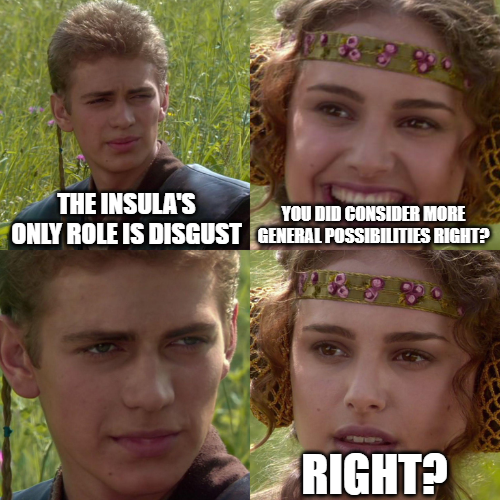 THE INSULA'S
ONLY ROLE IS DISGUST
YOU DID CONSIDER MORE
GENERAL POSSIBILITIES RIGHT?
RIGHT?